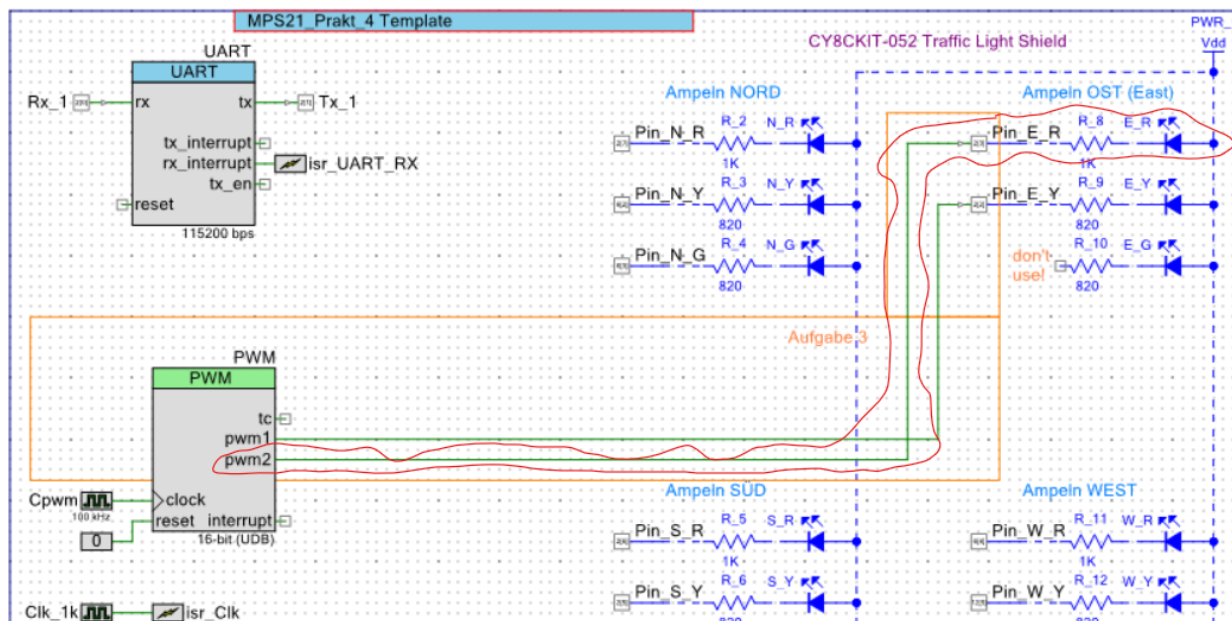 MPS21_Prakt_4 Template
PWR_
Vdd
CY8CKIT-052 Traffic Light Shield
UART
UART
Rx_1
rx
tx
Tx_1
tx_interrupt
rx_interrupt
isr_UART_RX
tx_en
reset
115200 bps
Ampeln NORD
Pin_N_R
R_2
N_R
1K
Pin_N_Y
R_3
N_Y
820
Pin_N_G
R_4
N_G
820
Ampeln OST (East)
Pin_E_R
R_8
E_R
1K
Pin_E_Y
R_9
E_Y
820
don't
use!
R_10
E_G
820
Aufgabe 3
PWM
PWM
tc
pwm1
pwm2
Cpwm
100 kHz
clock
reset
interrupt
0
16-bit (UDB)
Clk_1k
isr_Clk
Ampeln SÜD
Pin_S_R
R_5
S_R
1K
Pin_S_Y
R_6
S_Y
820
Ampeln WEST
Pin_W_R
R_11
W_R
1K
Pin_W_Y
R_12
W_Y
820